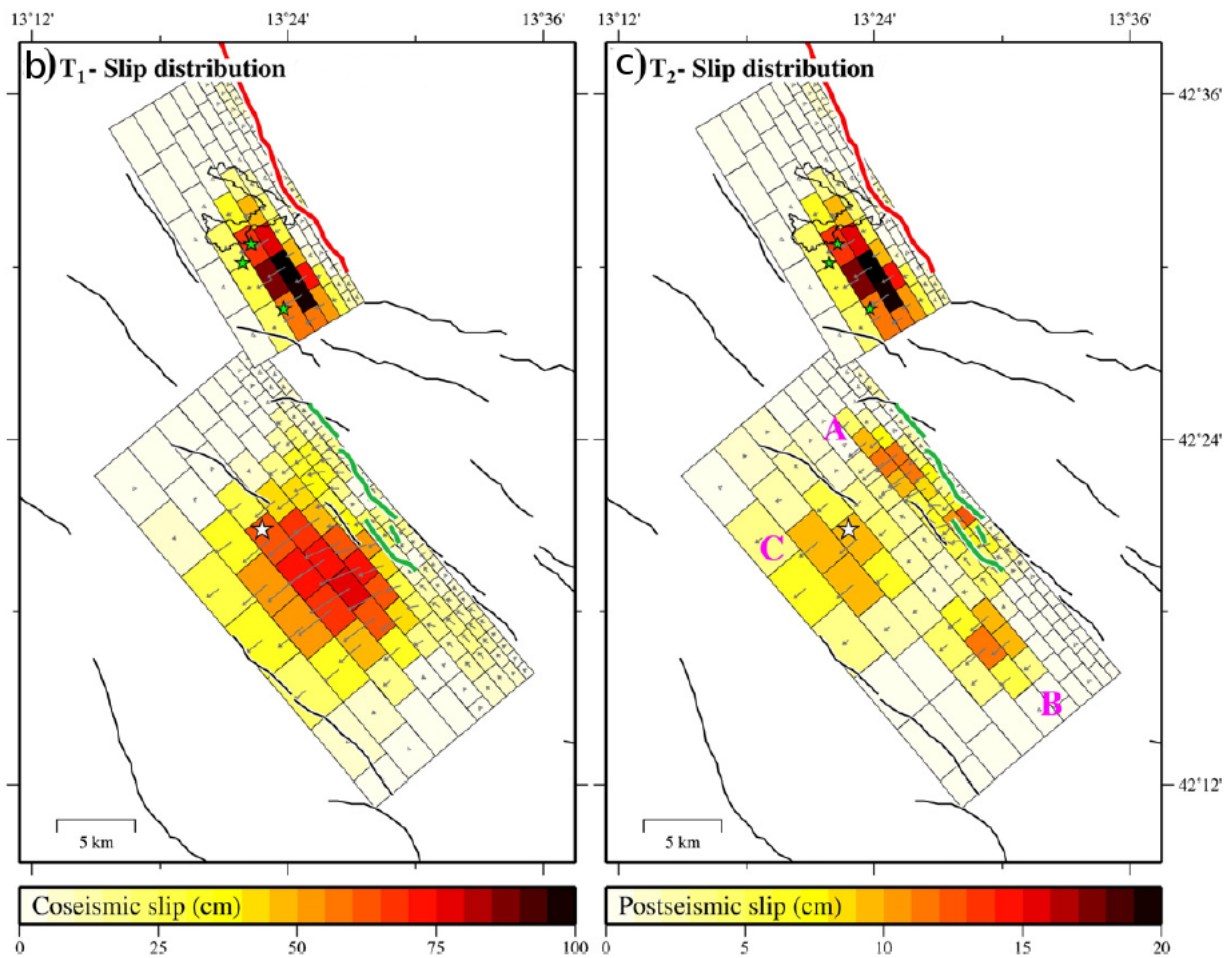 13°12' 13°24' 13°36' 13°12' 13°24' 13°36'
b) T1 - Slip distribution
c) T2 - Slip distribution
42°36'
A
42°24'
C
B
42°12'
5 km
5 km
Coseismic slip (cm)
Postseismic slip (cm)
0 25 50 75 100
0 5 10 15 20